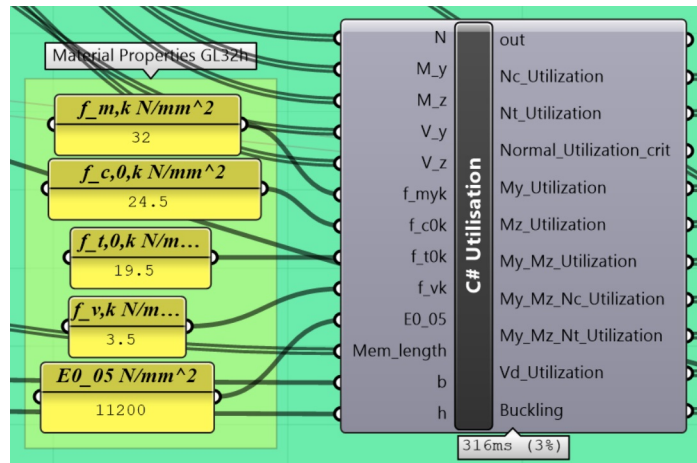 Material Properties GL32h
f_m,k N/mm^2
32
f_c,0,k N/mm^2
24.5
f_t,0,k N/m...
19.5
f_v,k N/m...
3.5
E0_05 N/mm^2
11200
N
M_y
M_z
V_y
V_z
f_myk
f_c0k
f_t0k
f_vk
E0_05
Mem_length
b
h
C# Utilisation
out
Nc_Utilization
Nt_Utilization
Normal_Utilization_crit
My_Utilization
Mz_Utilization
My_Mz_Utilization
My_Mz_Nc_Utilization
My_Mz_Nt_Utilization
Vd_Utilization
Buckling
316ms (3%)